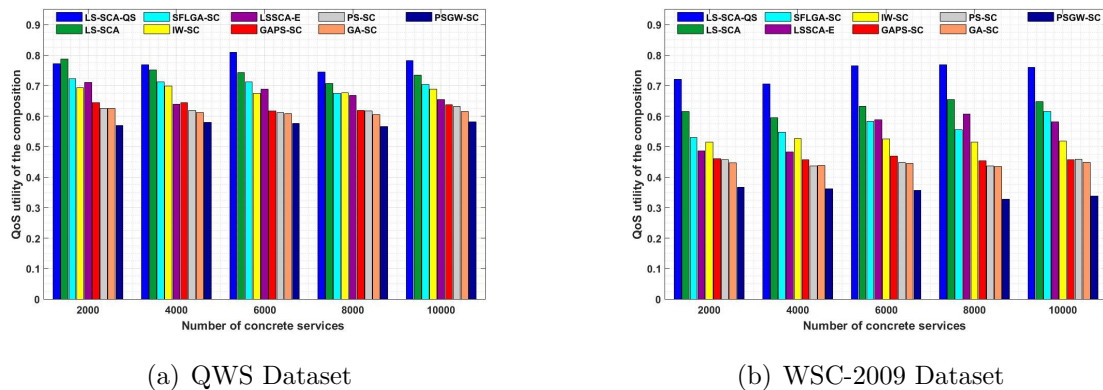 LS-SCA-QS SFLGA-SC LSSCA-E PS-SC PSGW-SC
LS-SCA IW-SC GAPS-SC GA-SC
QoS utility of the composition
0.9
0.8
0.7
0.6
0.5
0.4
0.3
0.2
0.1
0
2000 4000 6000 8000 10000
Number of concrete services
(a) QWS Dataset
LS-SCA-QS SFLGA-SC IW-SC PS-SC PSGW-SC
LS-SCA LSSCA-E GAPS-SC GA-SC
QoS utility of the composition
0.9
0.8
0.7
0.6
0.5
0.4
0.3
0.2
0.1
0
2000 4000 6000 8000 10000
Number of concrete services
(b) WSC-2009 Dataset